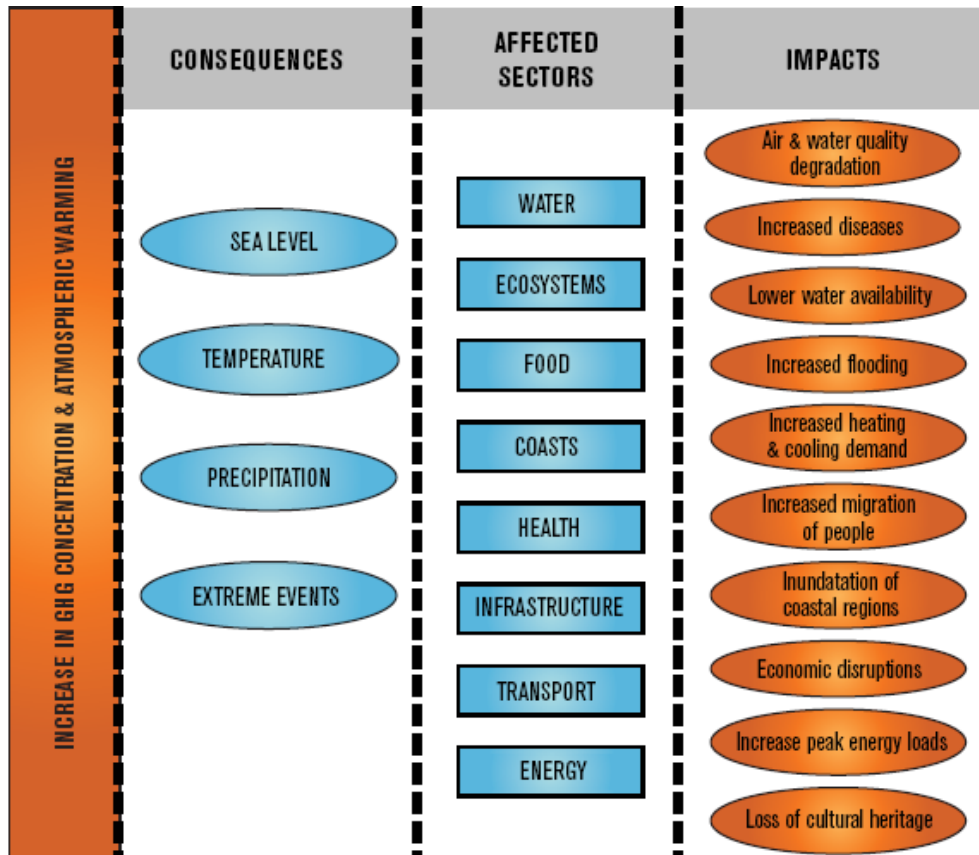 INCREASE IN GHG CONCENTRATION & ATMOSPHERIC WARMING
CONSEQUENCES
SEA LEVEL
TEMPERATURE
PRECIPITATION
EXTREME EVENTS
AFFECTED
SECTORS
WATER
ECOSYSTEMS
FOOD
COASTS
HEALTH
INFRASTRUCTURE
TRANSPORT
ENERGY
IMPACTS
Air & water quality
degradation
Increased diseases
Lower water availability
Increased flooding
Increased heating
& cooling demand
Increased migration
of people
Inundatation of
coastal regions
Economic disruptions
Increase peak energy loads
Loss of cultural heritage